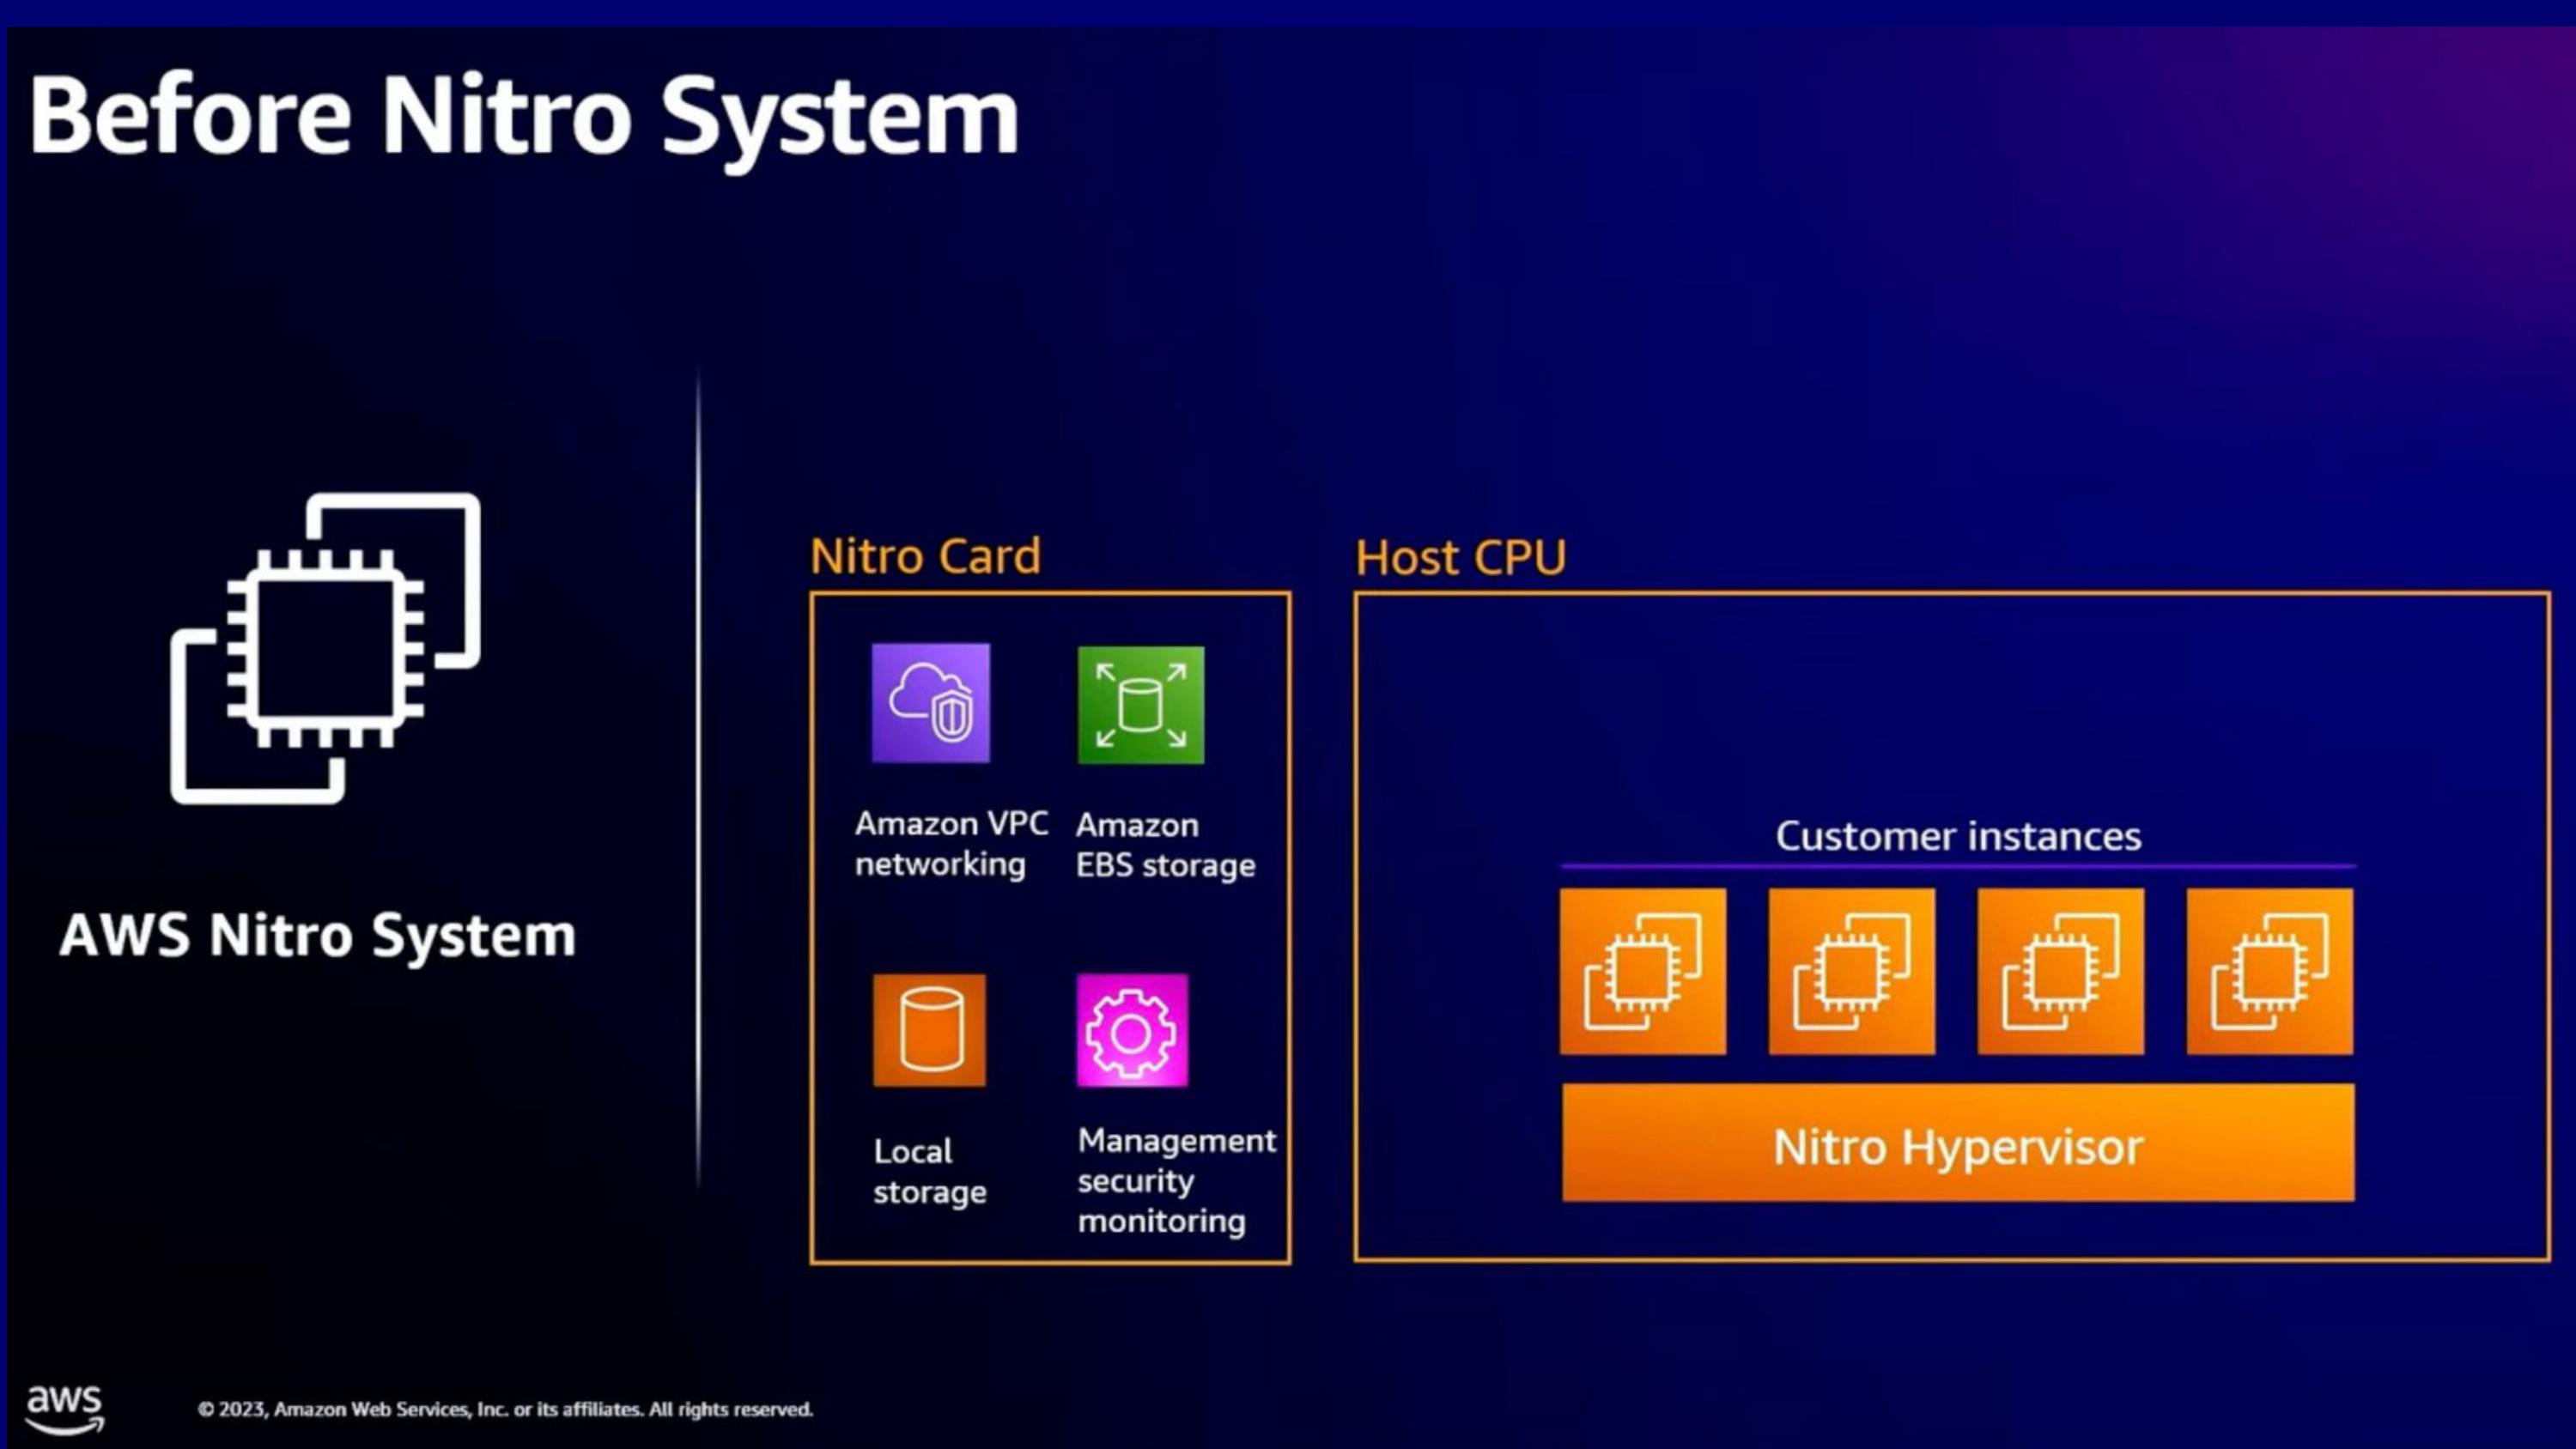 Before Nitro System
AWS Nitro System
Nitro Card
Amazon VPC
networking
Amazon
EBS storage
Local
storage
Management
security
monitoring
Host CPU
Customer instances
Nitro Hypervisor
aws
© 2023, Amazon Web Services, Inc. or its affiliates. All rights reserved.